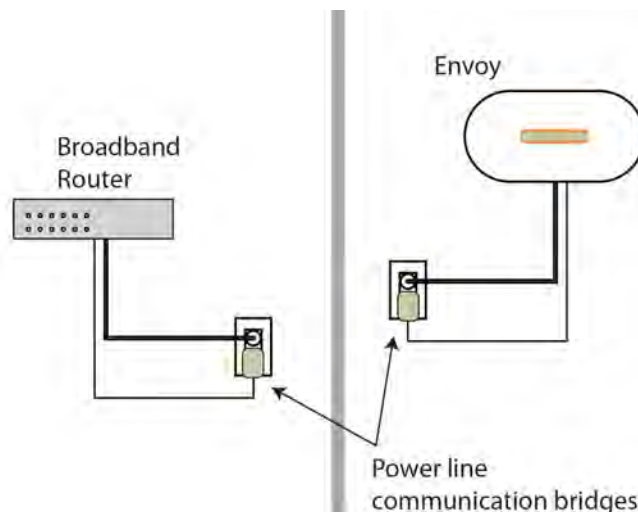 Envoy
Broadband
Router
Power line
communication bridges